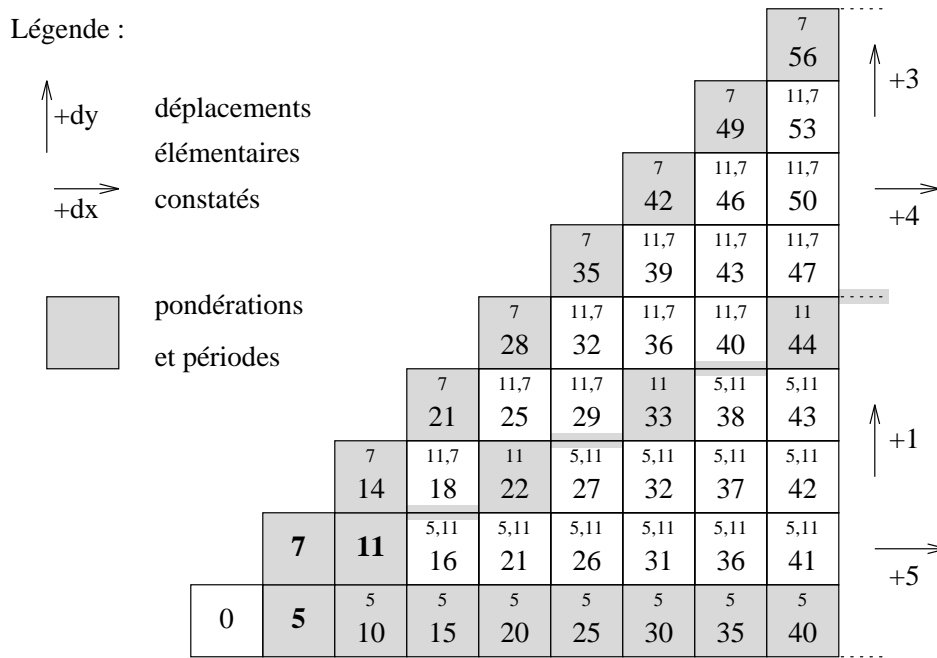 Légende :
+dy
déplacements
élémentaires
+dx
constatés
pondérations
et périodes
7
56
+3
7 11,7
49 53
7 11,7 11,7
42 46 50
+4
7 11,7 11,7 11,7
35 39 43 47
7 11,7 11,7 11,7 11
28 32 36 40 44
7 11,7 11,7 11 5,11 5,11
21 25 29 33 38 43
+1
7 11,7 11 5,11 5,11 5,11 5,11
14 18 22 27 32 37 42
5,11 5,11 5,11 5,11 5,11 5,11
7 11 16 21 26 31 36 41
+5
5 5 5 5 5 5 5
0 5 10 15 20 25 30 35 40